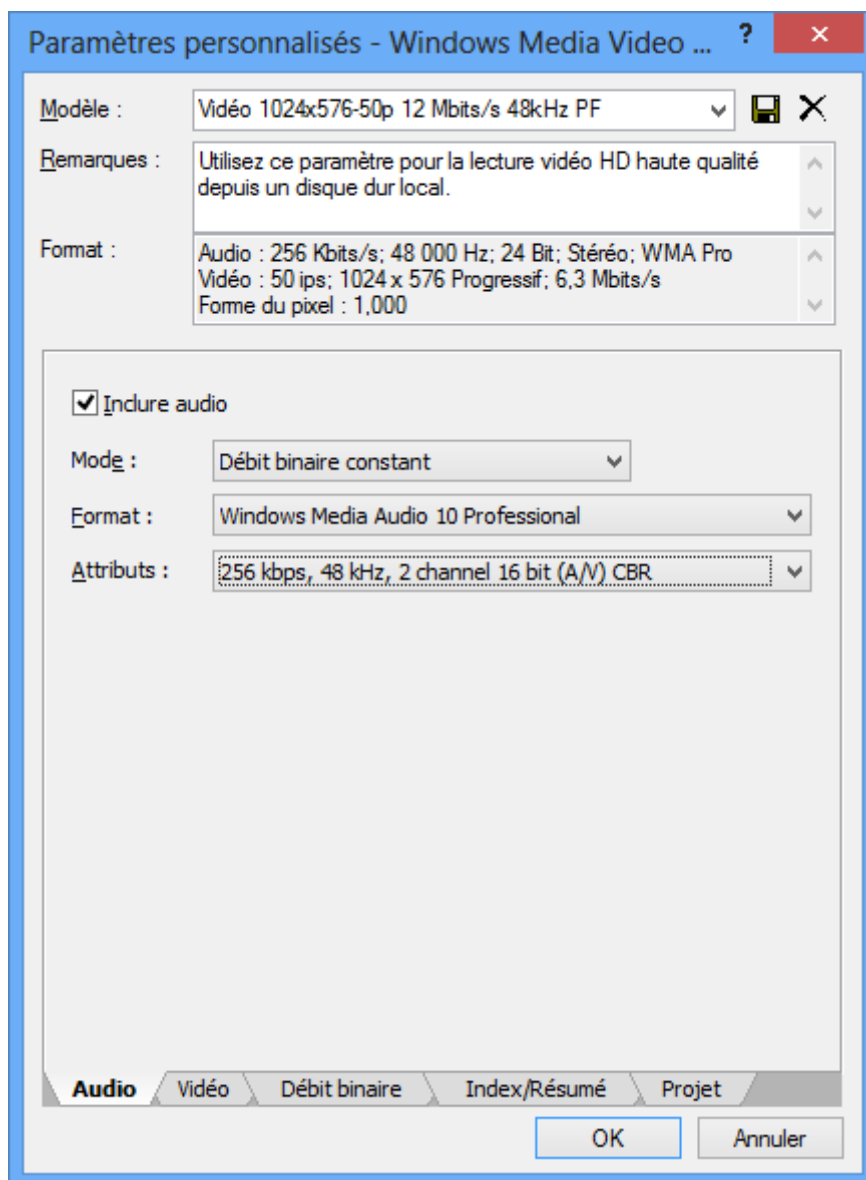 Paramètres personnalisés - Windows Media Video ... ?
Modèle : Vidéo 1024x576-50p 12 Mbits/s 48kHz PF
Remarques : Utilisez ce paramètre pour la lecture vidéo HD haute qualité
depuis un disque dur local.
Format : Audio : 256 Kbits/s; 48 000 Hz; 24 Bit; Stéréo; WMA Pro
Vidéo : 50 ips; 1024 x 576 Progressif; 6,3 Mbits/s
Forme du pixel : 1,000
Inclure audio
Mode : Débit binaire constant
Format : Windows Media Audio 10 Professional
Attributs : 256 kbps, 48 kHz, 2 channel 16 bit (A/V) CBR
Audio Vidéo Débit binaire Index/Résumé Projet
OK Annuler